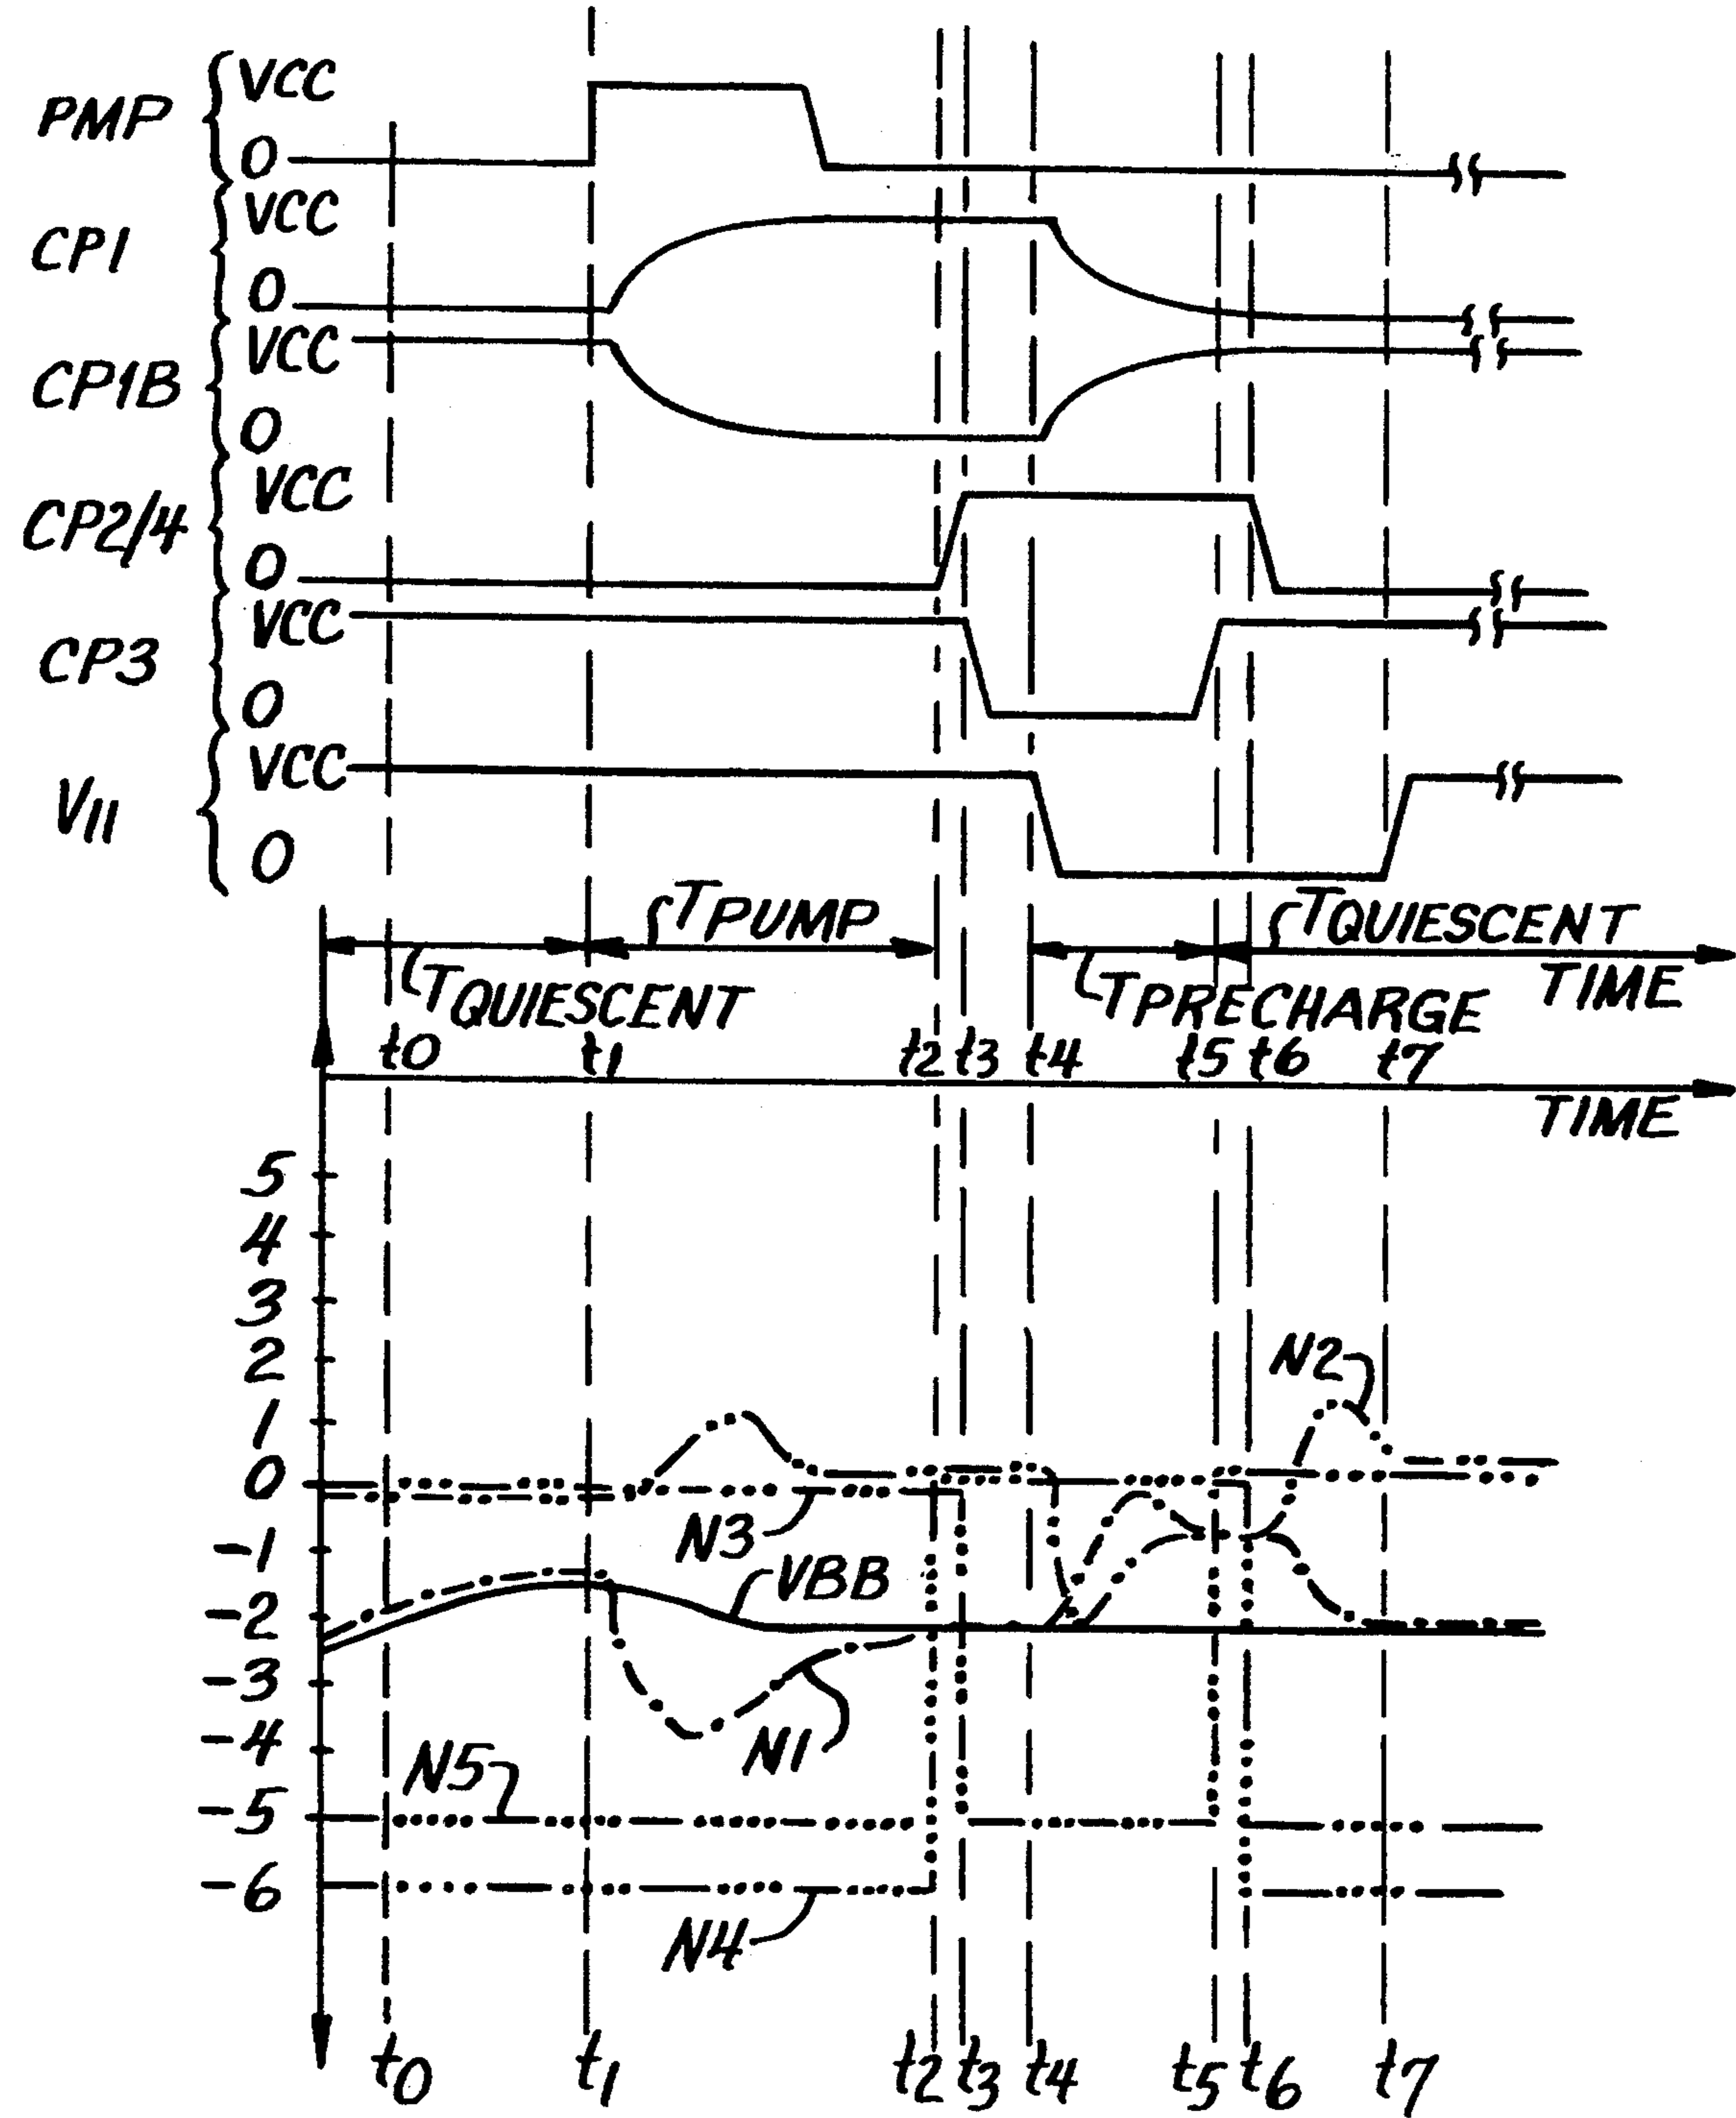 PMP
VCC
0
CP1
VCC
0
CP1B
VCC
0
CP2/4
VCC
0
CP3
VCC
0
V11
VCC
0
TPUMP
TQUIESCENT
TQUIESCENT
TIME
TPRECHARGE
t0 t1 t2 t3 t4 t5 t6 t7
TIME
5
4
3
2
N2
1
0
N3
-1
VBB
-2
-3
N1
-4
N5
-5
-6
N4
t0 t1 t2 t3 t4 t5 t6 t7